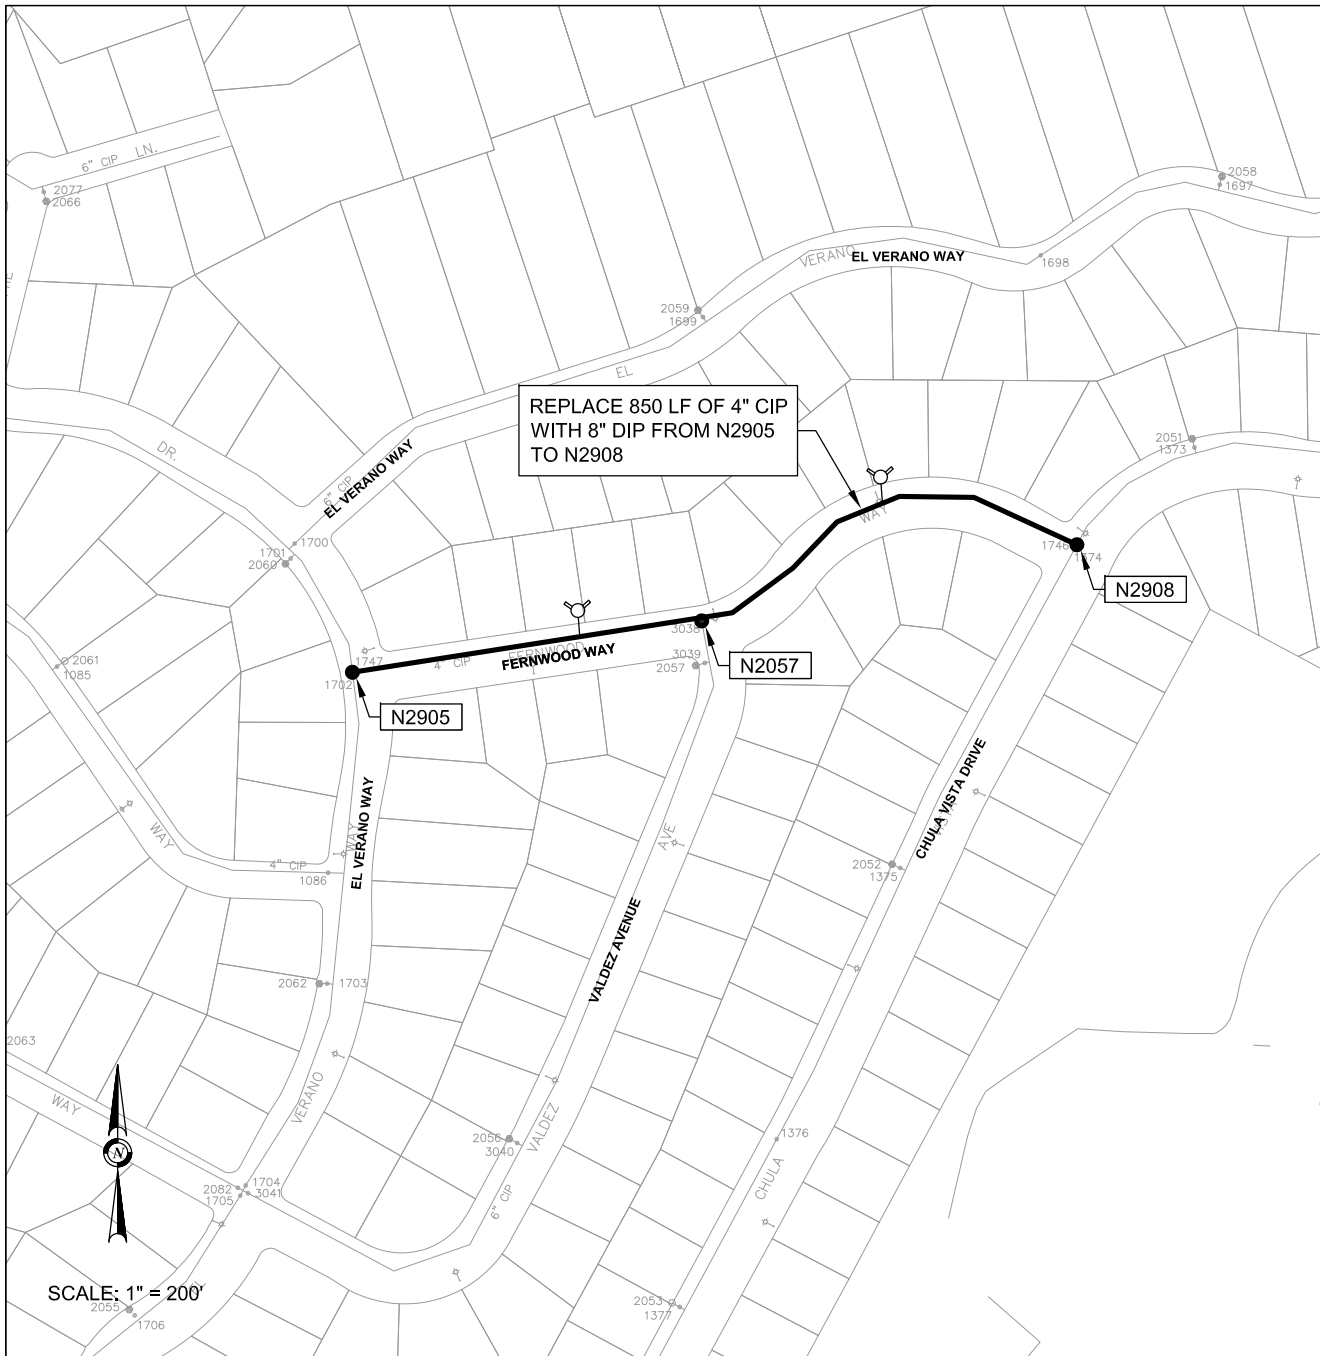 6" CIP LN.
2077
2066
2058
1697
VERANO
EL VERANO WAY
1698
2059
1699
EL
REPLACE 850 LF OF 4" CIP
WITH 8" DIP FROM N2905
TO N2908
DR.
6" CIP
EL VERANO WAY
2051
1373
WAY
1701
1700
2060
1746
1374
N2908
3038
3039
2057
N2057
1747
4" CIP
FERNWOOD
FERNWOOD WAY
1702
N2905
2061
1085
WAY
4" CIP
1086
WAY
EL VERANO WAY
AVE
VALDEZ AVENUE
CHULA VISTA DRIVE
VISTA
2052
1375
2062
1703
2063
WAY
VERANO
2056
3040
VALDEZ
6" CIP
1376
CHULA
N
1704
2082
3041
1705
EL
SCALE: 1" = 200'
2055
1706
2053
1377